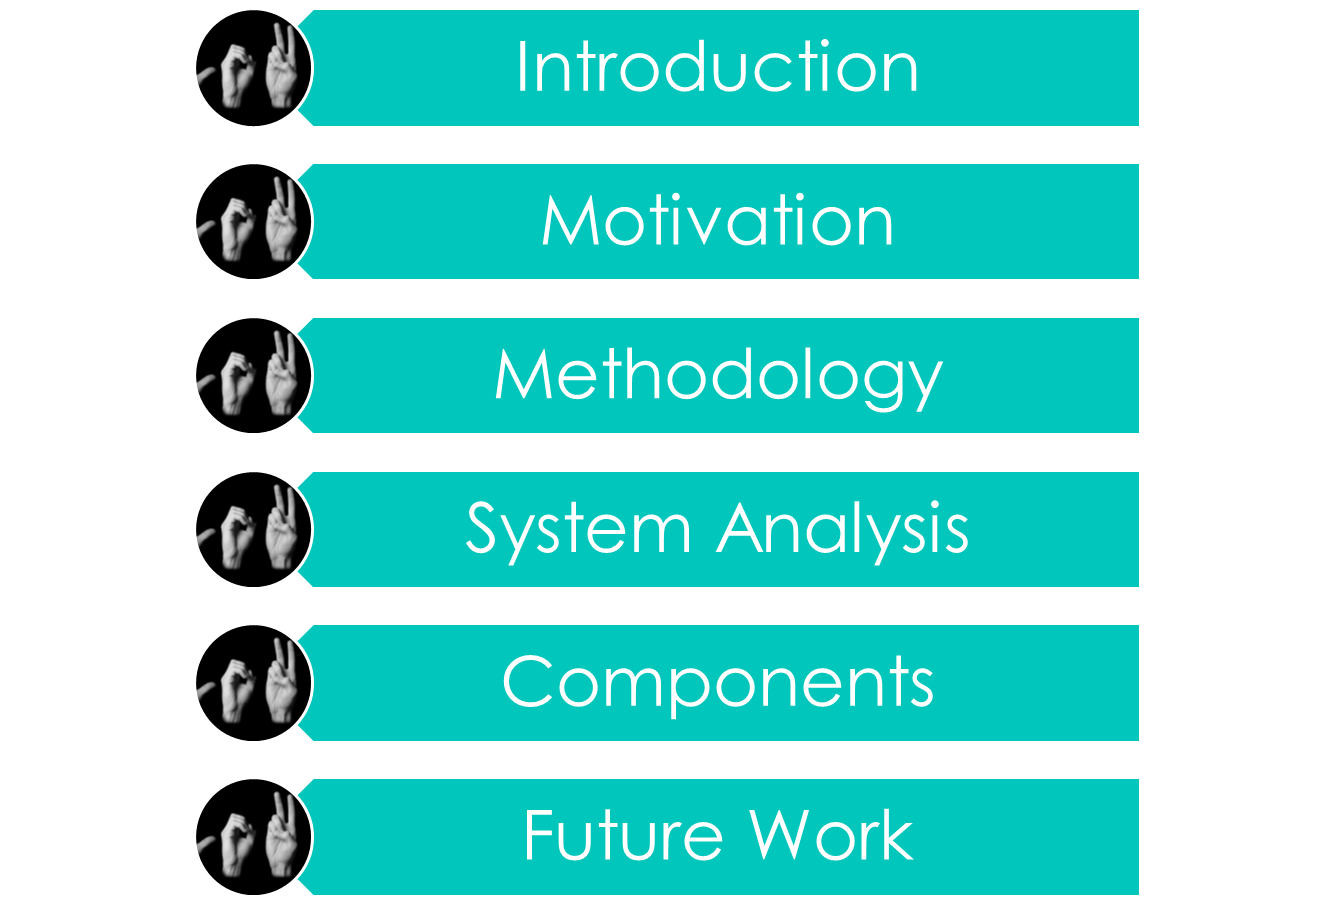 Introduction
Motivation
Methodology
System Analysis
Components
Future Work